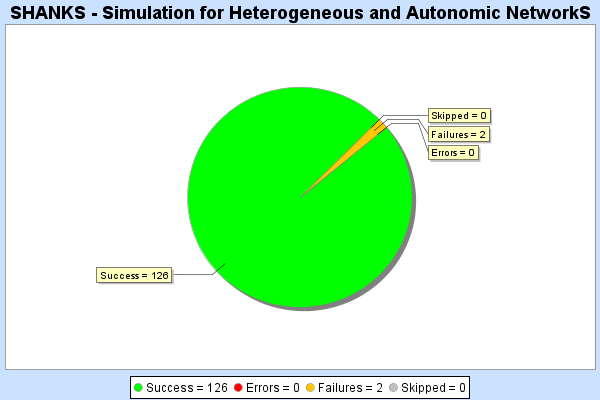 SHANKS - Simulation for Heterogeneous and Autonomic NetworkS
Skipped = 0
Failures = 2
Errors = 0
Success = 126
Success = 126 Errors = 0 Failures = 2 Skipped = 0